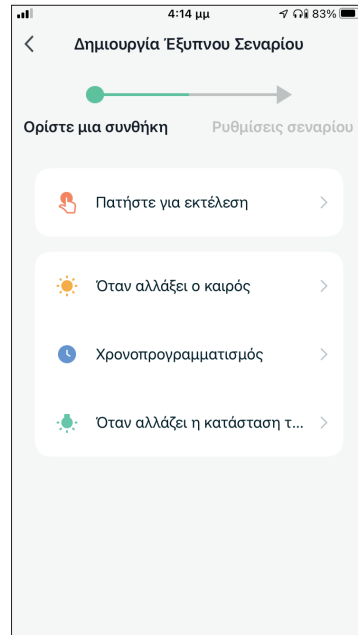 4:14 μμ
83%
Δημιουργία Έξυπνου Σεναρίου
Ορίστε μια συνθήκη
Ρυθμίσεις σεναρίου
Πατήστε για εκτέλεση
Όταν αλλάξει ο καιρός
Χρονοπρογραμματισμός
Όταν αλλάζει η κατάσταση τ...